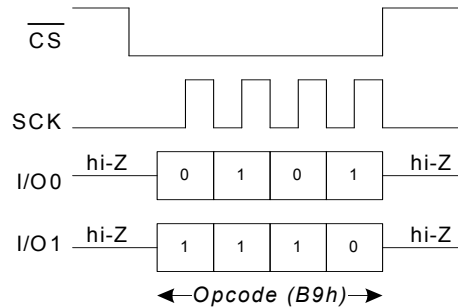 CS
SCK
hi-Z hi-Z
I/O0 0 1 0 1
hi-Z hi-Z
I/O1 1 1 1 0
Opcode (B9h)